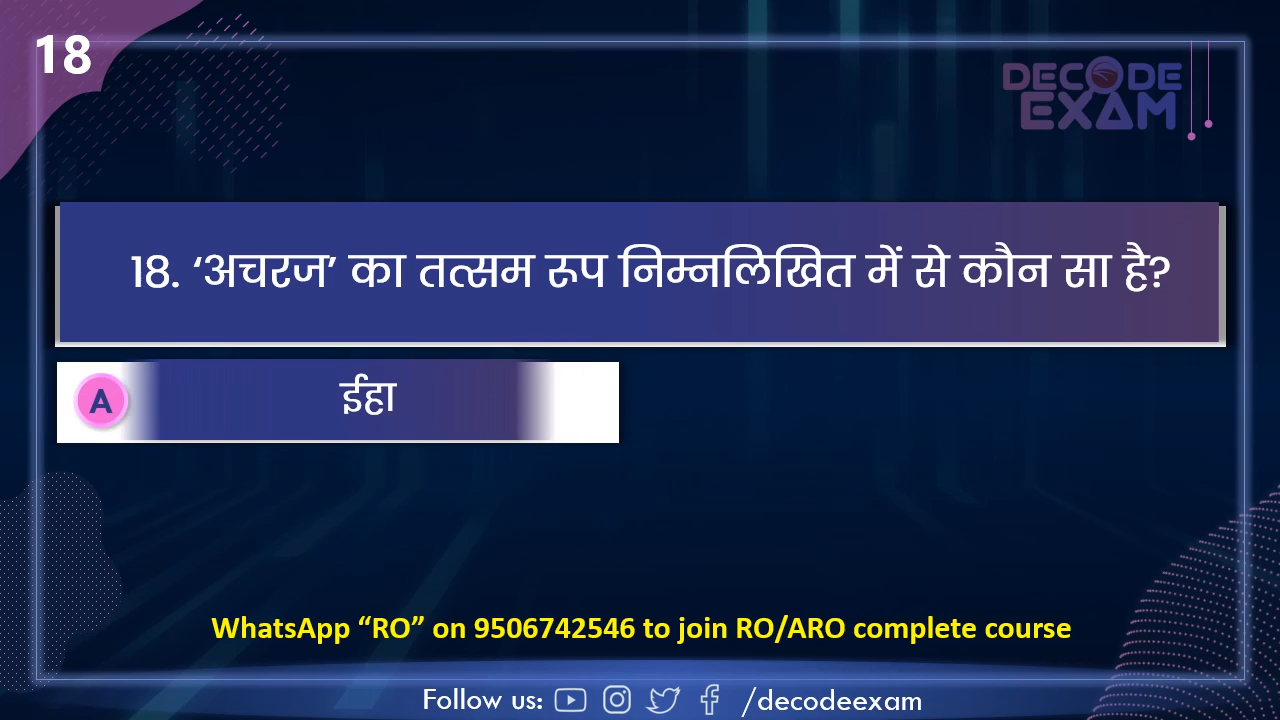 18
DECODE
EXAM
18. ‘अचरज’ का तत्सम रूप निम्नलिखित में से कौन सा है?
A
ईहा
WhatsApp “RO” on 9506742546 to join RO/ARO complete course
Follow us: /decodeexam